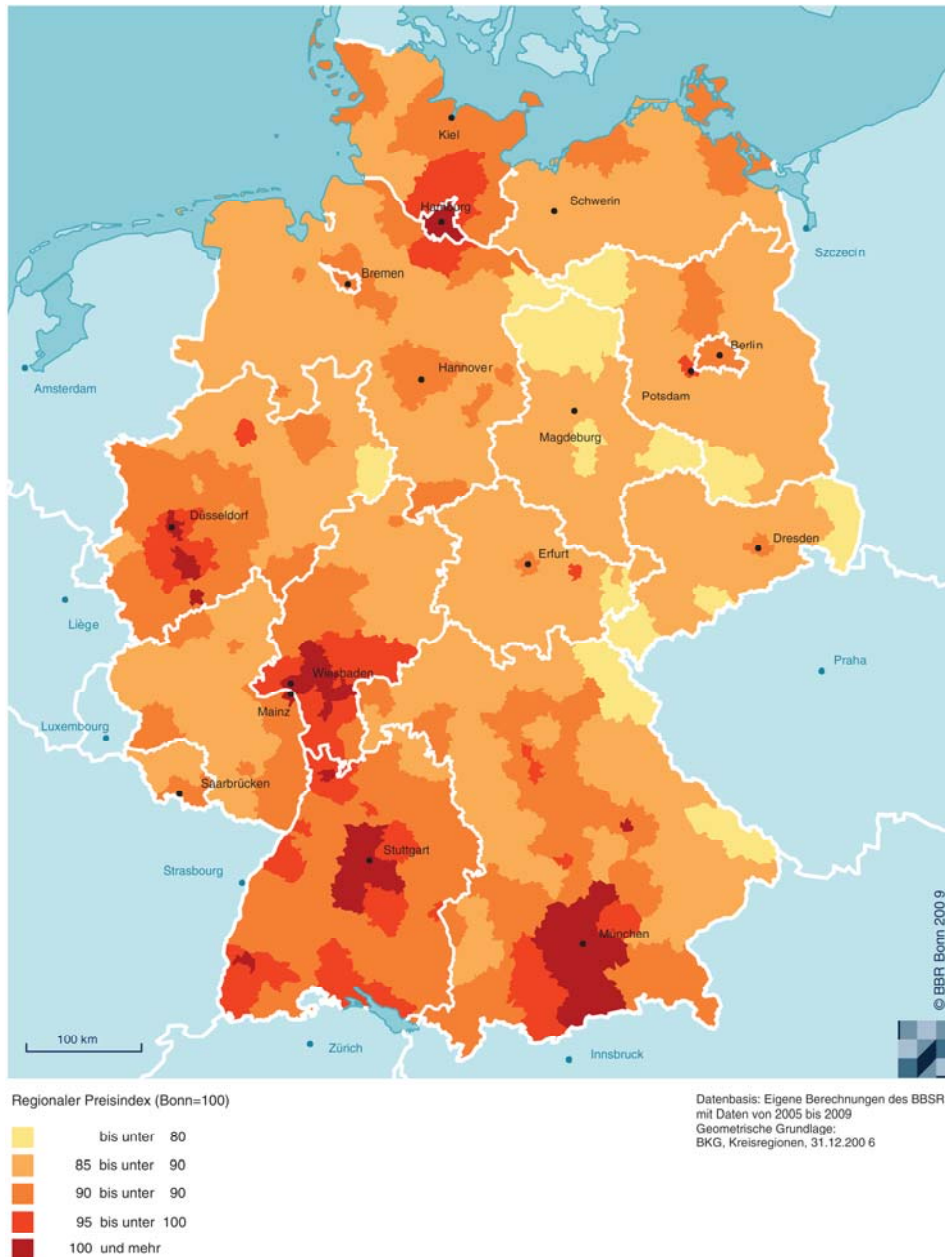 Kiel
Hamburg
Schwerin
Szczecin
Bremen
Berlin
Hannover
Amsterdam
Potsdam
Magdeburg
Düsseldorf
Dresden
Erfurt
Liège
Praha
Wiesbaden
Mainz
Luxembourg
Saarbrücken
Stuttgart
Strasbourg
München
© BBR Bonn 200 9
100 km
Zürich
Innsbruck
Regionaler Preisindex (Bonn=100)
bis unter 80
85 bis unter 90
90 bis unter 90
95 bis unter 100
100 und mehr
Datenbasis: Eigene Berechnungen des BBSR
mit Daten von 2005 bis 2009
Geometrische Grundlage:
BKG, Kreisregionen, 31.12.200 6